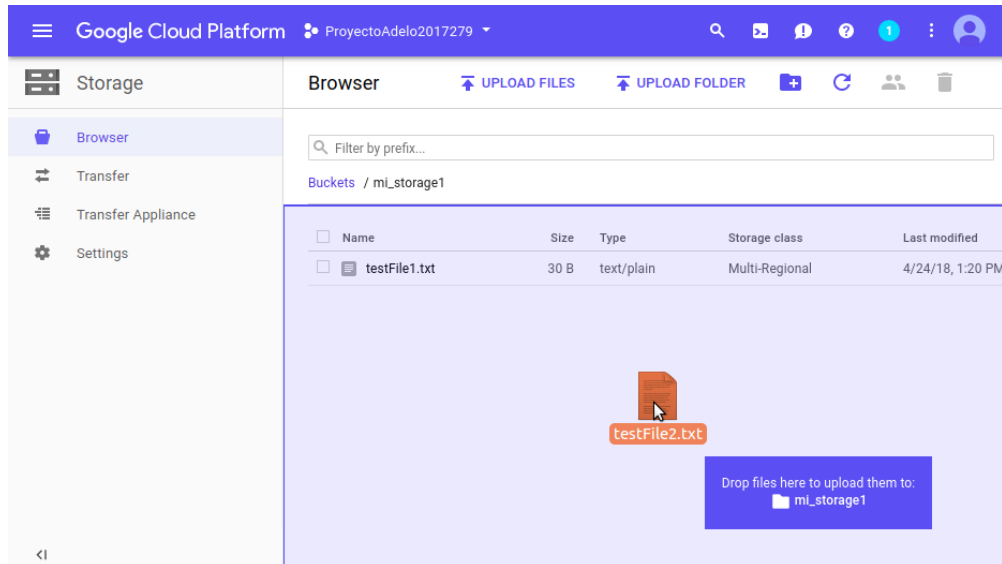 Google Cloud Platform ProyectoAdelo2017279 1
Storage
Browser UPLOAD FILES UPLOAD FOLDER
Browser
Transfer
Transfer Appliance
Settings
Filter by prefix...
Buckets / mi_storage1
Name Size Type Storage class Last modified
testFile1.txt 30 B text/plain Multi-Regional 4/24/18, 1:20 PM
testFile2.txt
Drop files here to upload them to:
mi_storage1